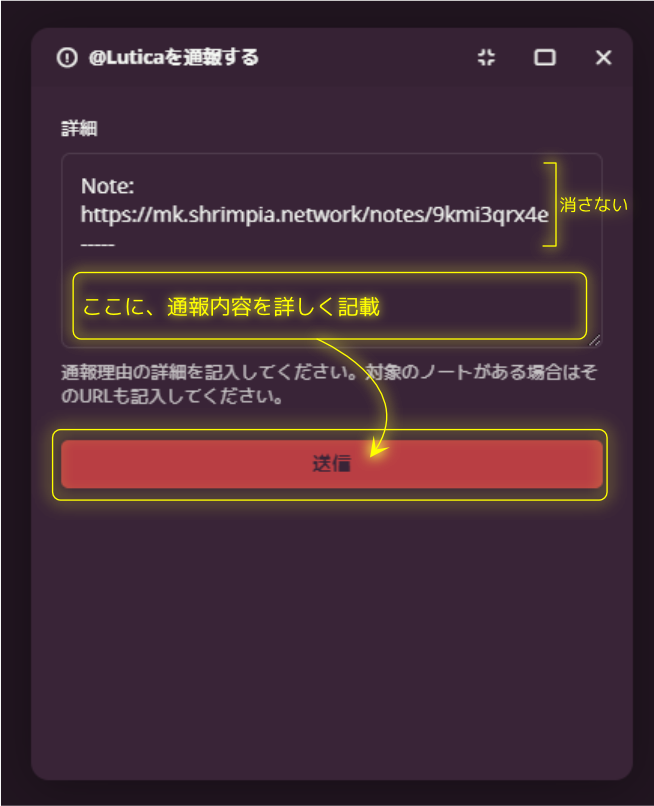 @Luticaを通報する
詳細
Note:
https://mk.shrimpia.network/notes/9kmi3qrx4e
-----
消さない
ここに、通報内容を詳しく記載
通報理由の詳細を記入してください。対象のノートがある場合はそ
のURLも記入してください。
送信